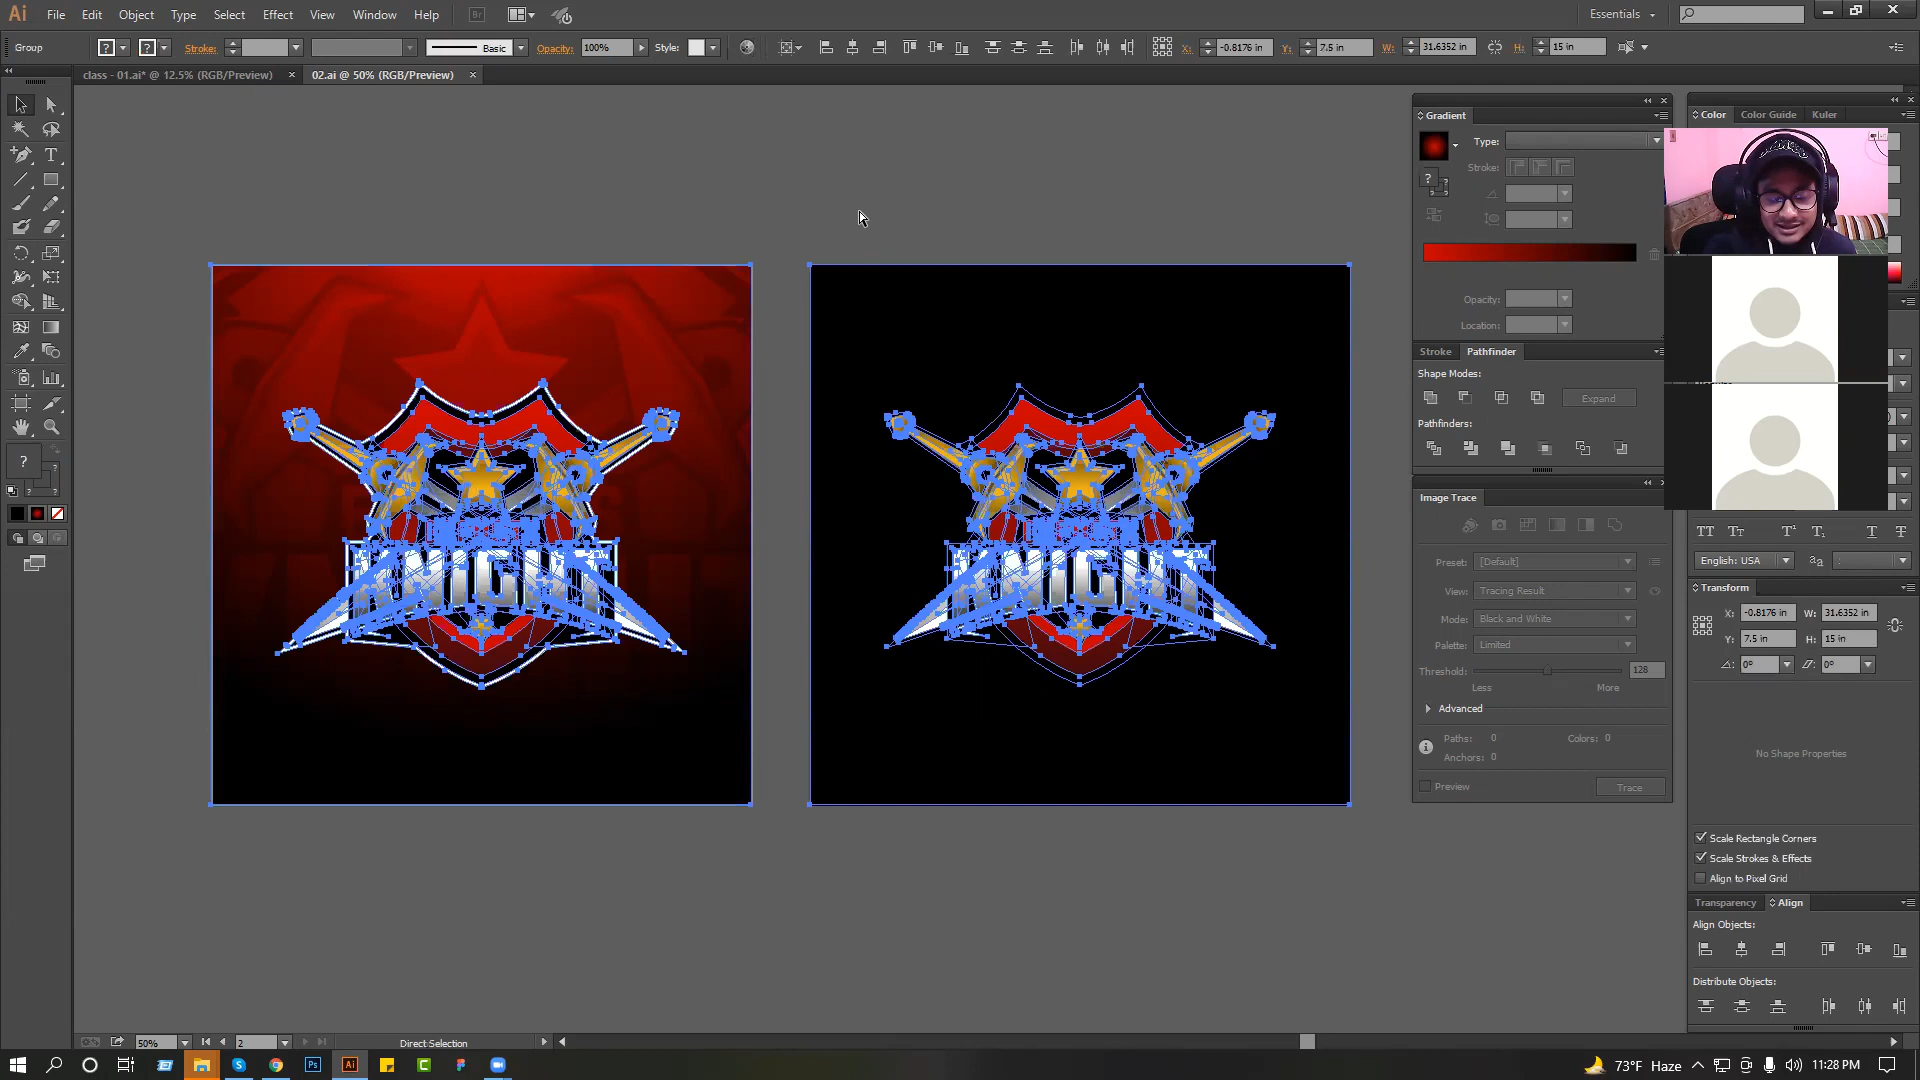 Ai File Edit Object Type Select Effect View Window Help Br Essentials
Group ? ? Stroke: Basic Opacity: 100% Style: X: -0.8176 in Y: 7.5 in W: 31.6352 in H: 15 in
class - 01.ai* @ 12.5% (RGB/Preview) × 02.ai @ 50% (RGB/Preview) ×
Gradient
Type:
Stroke:
Opacity:
Location:
Stroke Pathfinder
Shape Modes:
Expand
Pathfinders:
Image Trace
Preset: [Default]
View: Tracing Result
Mode: Black and White
Palette: Limited
Threshold: 128
Less More
Advanced
Paths: 0 Colors: 0
Anchors: 0
Preview Trace
Color Color Guide Kuler
English: USA
Transform
X: -0.8176 in W: 31.6352 in
Y: 7.5 in H: 15 in
0° 0°
No Shape Properties
Scale Rectangle Corners
Scale Strokes & Effects
Align to Pixel Grid
Transparency Align
Align Objects:
Distribute Objects:
50% 2 Direct Selection
73°F Haze 11:28 PM